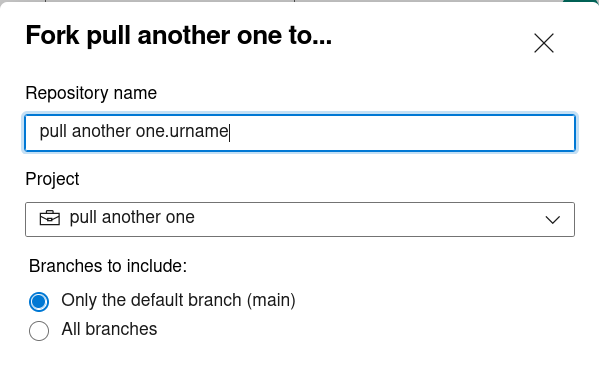 Fork pull another one to...
Repository name
pull another one.urname
Project
pull another one
Branches to include:
Only the default branch (main)
All branches